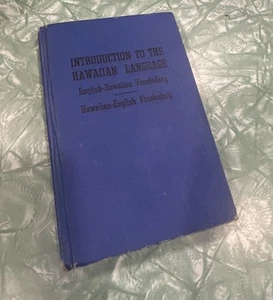 INTRODUCTION TO THE
HAWAIIAN LANGUAGE
English-Hawaiian Vocabulary
Hawaiian-English Vocabulary